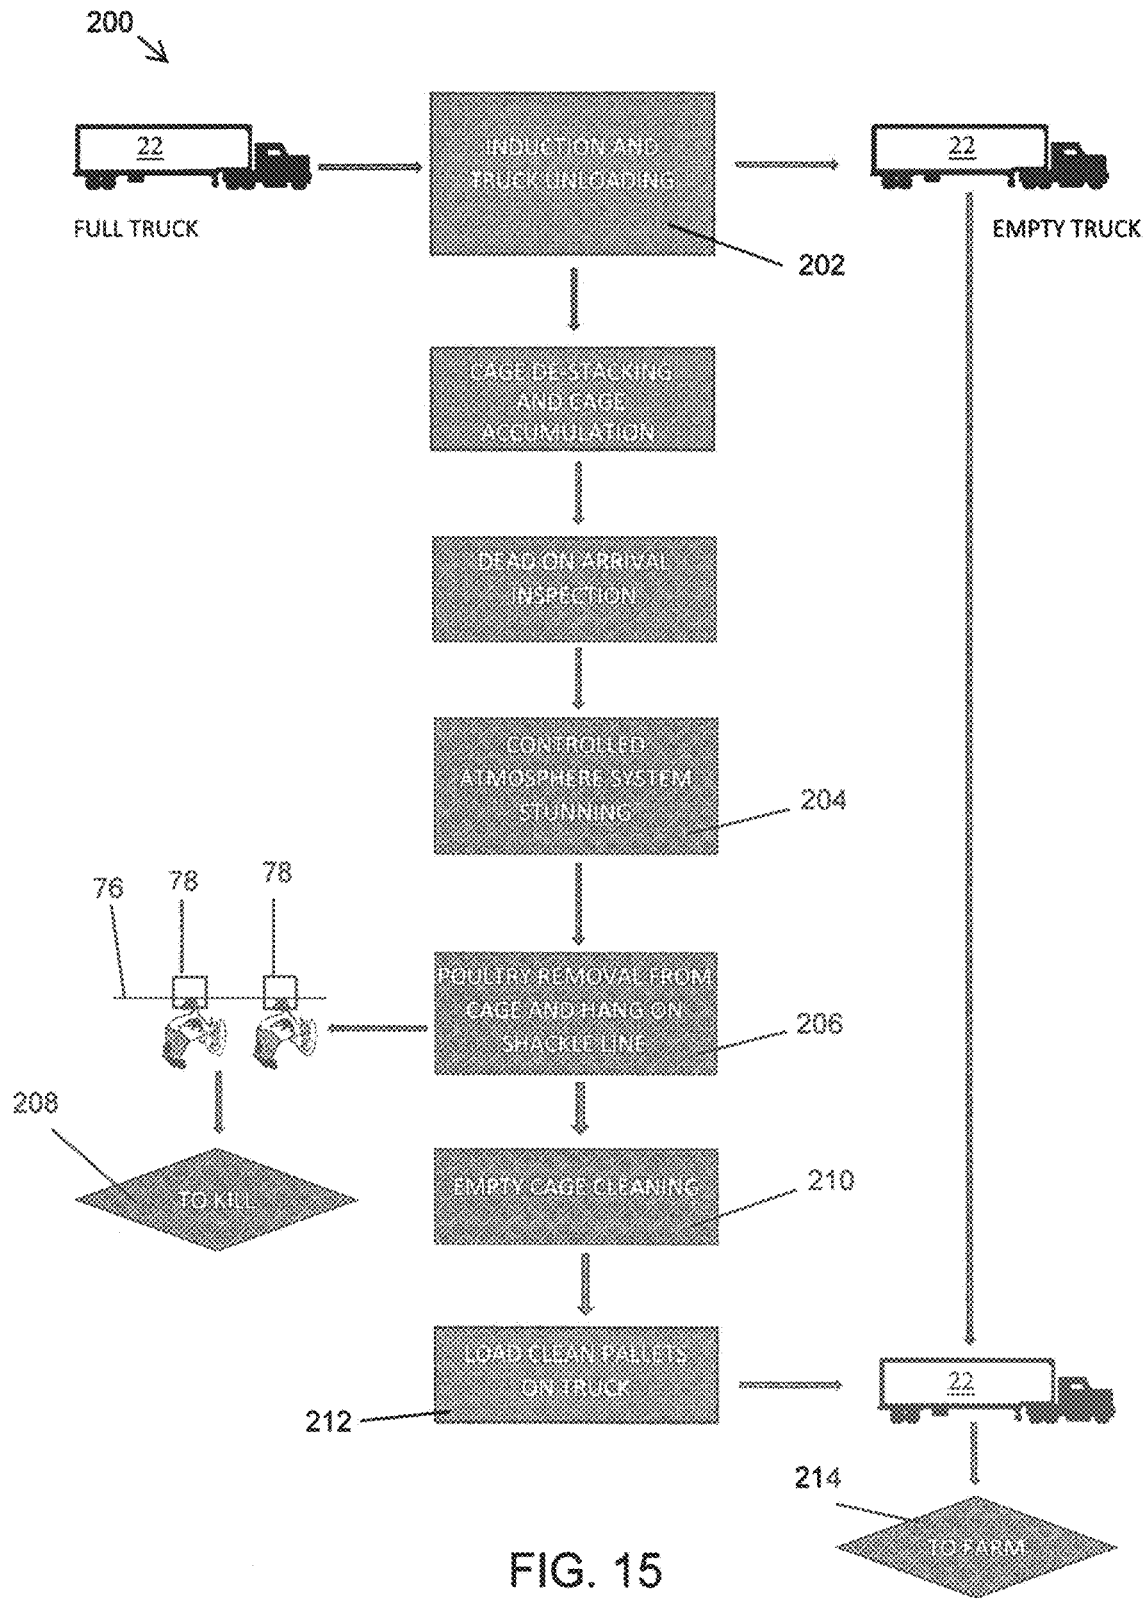 200
22
FULL TRUCK
INDUCTION AND
TRUCK UNLOADING
202
22
EMPTY TRUCK
CAGE DE-STACKING
AND CAGE
ACCUMULATION
DEAD ON ARRIVAL
INSPECTION
CONTROLLED
ATMOSPHERE SYSTEM
STUNNING
204
76
78
78
POULTRY REMOVAL FROM
CAGE AND HANG ON
SHACKLE LINE
206
208
TO KILL
EMPTY CAGE CLEANING
210
LOAD CLEAN PALLETS
ON TRUCK
212
22
214
TO FARM
FIG. 15